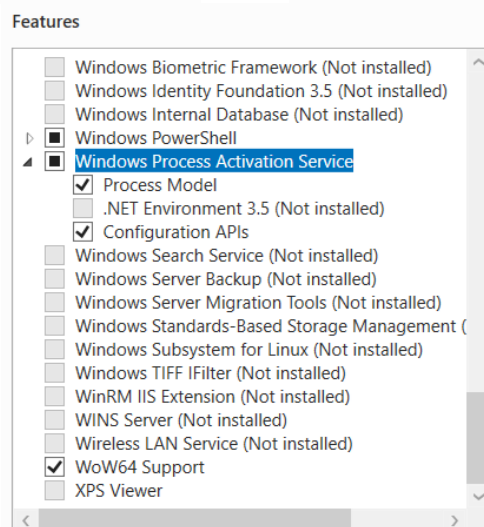 Features
Windows Biometric Framework (Not installed)
Windows Identity Foundation 3.5 (Not installed)
Windows Internal Database (Not installed)
Windows PowerShell
Windows Process Activation Service
Process Model
.NET Environment 3.5 (Not installed)
Configuration APIs
Windows Search Service (Not installed)
Windows Server Backup (Not installed)
Windows Server Migration Tools (Not installed)
Windows Standards-Based Storage Management (
Windows Subsystem for Linux (Not installed)
Windows TIFF IFilter (Not installed)
WinRM IIS Extension (Not installed)
WINS Server (Not installed)
Wireless LAN Service (Not installed)
WoW64 Support
XPS Viewer